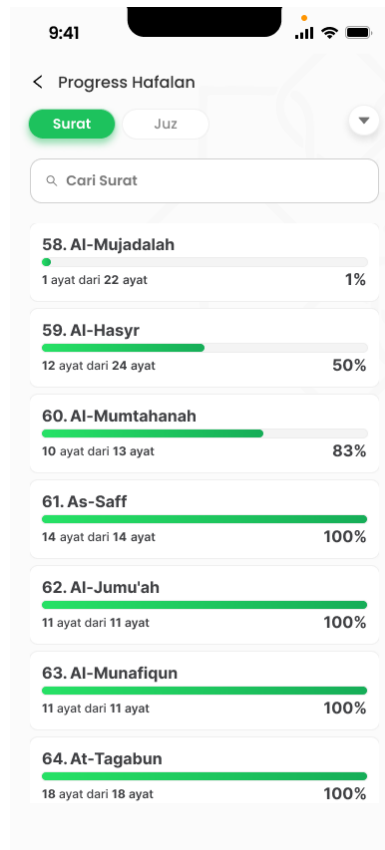 9:41
Progress Hafalan
Surat Juz
Cari Surat
58. Al-Mujadalah
1 ayat dari 22 ayat 1%
59. Al-Hasyr
12 ayat dari 24 ayat 50%
60. Al-Mumtahanah
10 ayat dari 13 ayat 83%
61. As-Saff
14 ayat dari 14 ayat 100%
62. Al-Jumu'ah
11 ayat dari 11 ayat 100%
63. Al-Munafiqun
11 ayat dari 11 ayat 100%
64. At-Tagabun
18 ayat dari 18 ayat 100%